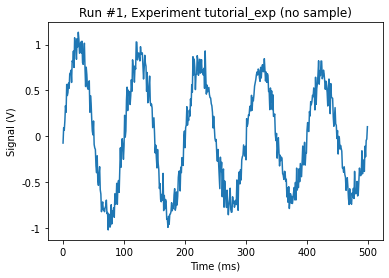 Run #1, Experiment tutorial_exp (no sample)
Signal (V)
1
0.5
0
-0.5
-1
0 100 200 300 400 500
Time (ms)